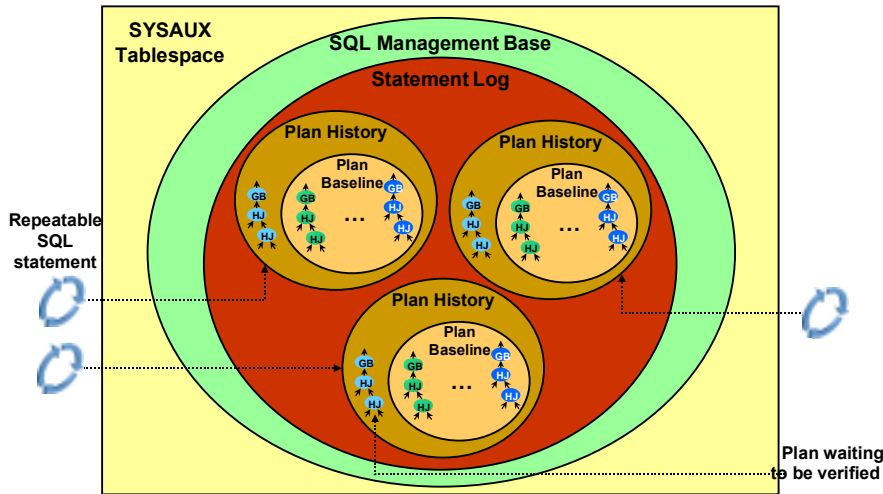 SYSAUX
Tablespace
SQL Management Base
Statement Log
Plan History
Plan
Baseline
GB
HJ
HJ
GB
HJ
HJ
...
GB
HJ
HJ
Plan History
Plan
Baseline
GB
HJ
HJ
GB
HJ
HJ
...
GB
HJ
HJ
Repeatable
SQL
statement
Plan History
Plan
Baseline
GB
HJ
HJ
GB
HJ
HJ
...
GB
HJ
HJ
Plan waiting
to be verified